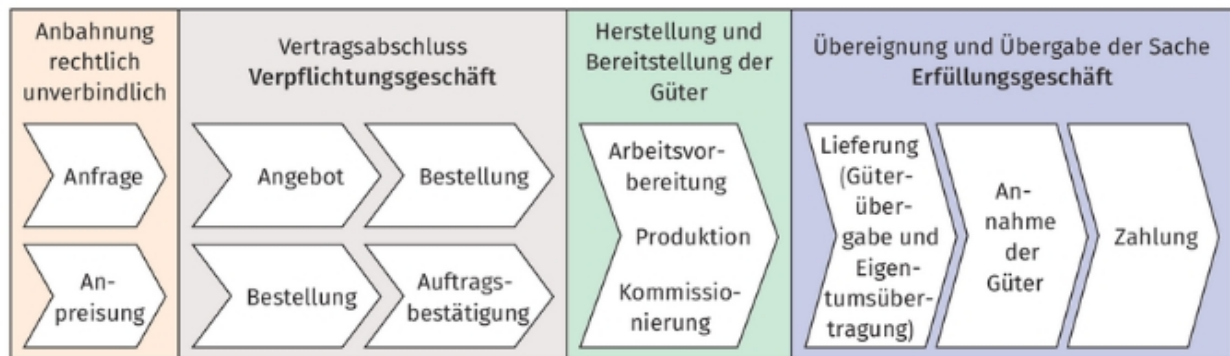 Anbahnung
rechtlich
unverbindlich
Anfrage
An-
preisung
Vertragsabschluss
Verpflichtungsgeschäft
Angebot
Bestellung
Bestellung
Auftrags-
bestätigung
Herstellung und
Bereitstellung der
Güter
Arbeitsvor-
bereitung
Produktion
Kommissio-
nierung
Übereignung und Übergabe der Sache
Erfüllungsgeschäft
Lieferung
(Güter-
über-
gabe und
Eigen-
tumsüber-
tragung)
An-
nahme
der
Güter
Zahlung